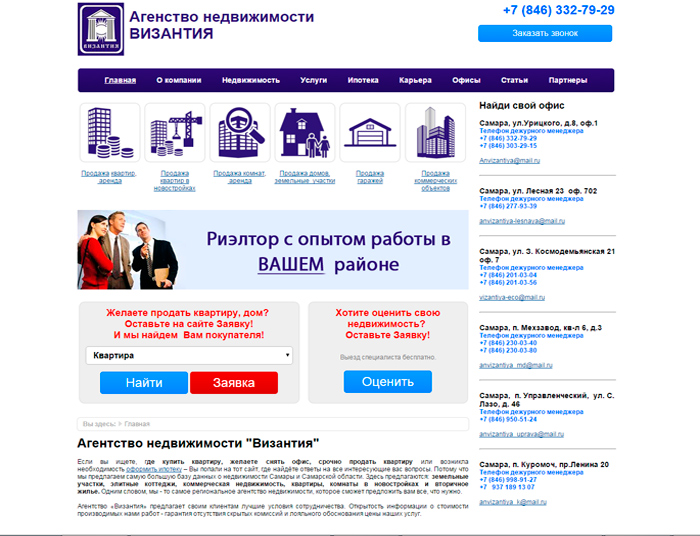 ВИЗАНТИЯ
Агенство недвижимости
ВИЗАНТИЯ
+7 (846) 332-79-29
Заказать звонок
Главная О компании Недвижимость Услуги Ипотека Карьера Офисы Статьи Партнеры
Продажа квартир,
аренда
Продажа
квартир в
новостройках
Продажа комнат,
аренда
Продажа домов,
земельные участки
Продажа
гаражей
Продажа
коммерческих
объектов
Риэлтор с опытом работы в
ВАШЕМ районе
Желаете продать квартиру, дом?
Оставьте на сайте Заявку!
И мы найдем Вам покупателя!
Квартира
Найти Заявка
Хотите оценить свою
недвижимость?
Оставьте Заявку!
Выезд специалиста бесплатно.
Оценить
Вы здесь: Главная
Агентство недвижимости "Византия"
Если вы ищете, где купить квартиру, желаете снять офис, срочно продать квартиру или возникла
необходимость оформить ипотеку – Вы попали на тот сайт, где найдёте ответы на все интересующие вас вопросы. Потому что
мы предлагаем самую большую базу данных о недвижимости Самары и Самарской области. Здесь предлагаются: земельные
участки, элитные коттеджи, коммерческая недвижимость, квартиры, комнаты в новостройках и вторичное
жилье. Одним словом, мы - то самое региональное агентство недвижимости, которое сможет предложить вам все, что нужно.
Агентство «Византия» предлагает своим клиентам лучшие условия сотрудничества. Открытость информации о стоимости
производимых нами работ - гарантия отсутствия скрытых комиссий и лояльного обоснования цены наших услуг.
Найди свой офис
Самара, ул.Урицкого, д.8, оф.1
Телефон дежурного менеджера
+7 (846) 332-79-29
+7 (846) 303-29-15
Anvizantiya@mail.ru
Самара, ул. Лесная 23 оф. 702
Телефон дежурного менеджера
+7 (846) 277-93-39
anvizantiya-lesnaya@mail.ru
Самара, ул. З. Космодемьянская 21
оф. 7
Телефон дежурного менеджера
+7 (846) 201-03-04
+7 (846) 201-03-56
vizantiya-eco@mail.ru
Самара, п. Мехзавод, кв-л 6, д.3
Телефон дежурного менеджера
+7 (846) 230-03-40
+7 (846) 230-03-80
anvizantiya_md@mail.ru
Самара, п. Управленческий, ул. С.
Лазо, д. 46
Телефон дежурного менеджера
+7 (846) 950-51-24
anvizantiya_uprava@mail.ru
Самара, п. Куромоч, пр.Ленина 20
Телефон дежурного менеджера
+7 (846) 998-91-27
+7 937 189 13 07
anvizantiya_k@mail.ru